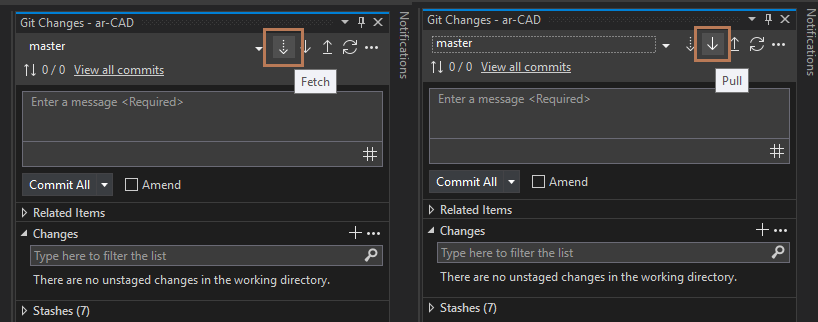 Git Changes - ar-CAD
master
0 / 0 View all commits
Fetch
Enter a message <Required>
Commit All Amend
Related Items
Changes
Type here to filter the list
There are no unstaged changes in the working directory.
Stashes (7)
Notifications
Git Changes - ar-CAD
master
0 / 0 View all commits
Pull
Enter a message <Required>
Commit All Amend
Related Items
Changes
Type here to filter the list
There are no unstaged changes in the working directory.
Stashes (7)
Notifications